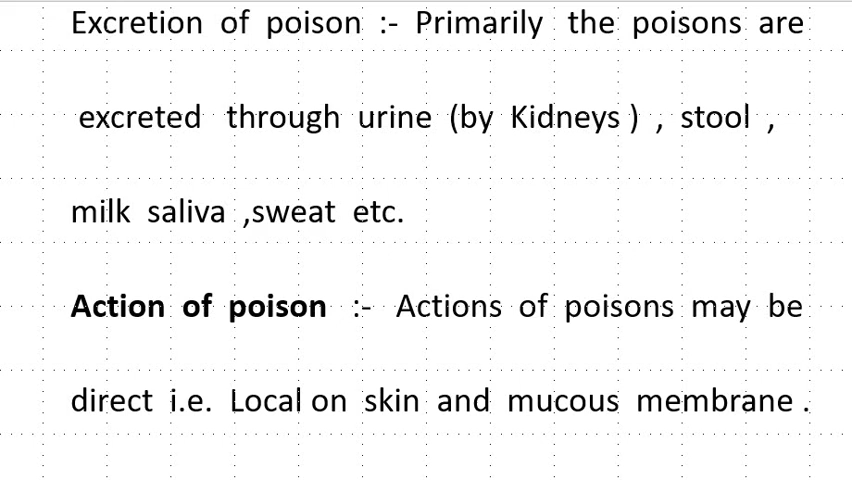 Excretion of poison :- Primarily the poisons are
excreted through urine (by Kidneys ) , stool ,
milk saliva ,sweat etc.
Action of poison :- Actions of poisons may be
direct i.e. Local on skin and mucous membrane .